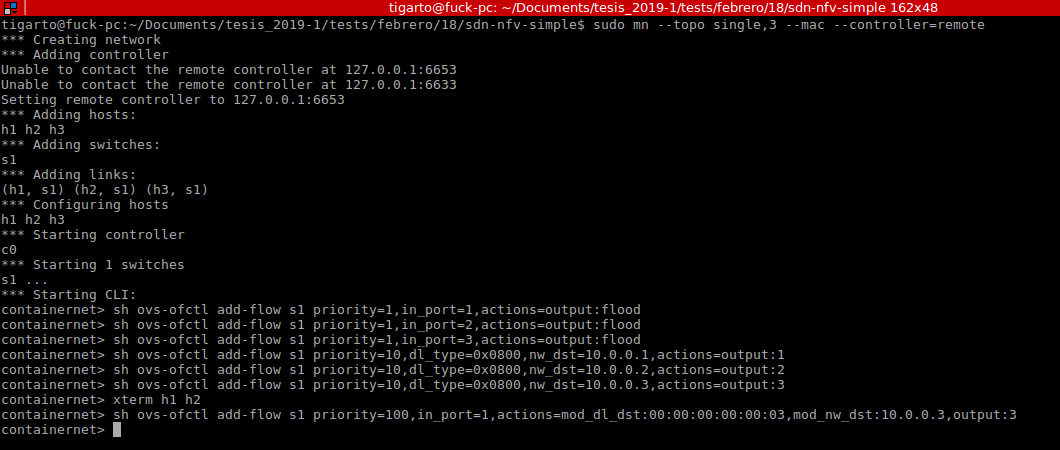 tigarto@fuck-pc: ~/Documents/tesis_2019-1/tests/febrero/18/sdn-nfv-simple 162x48
tigarto@fuck-pc:~/Documents/tesis_2019-1/tests/febrero/18/sdn-nfv-simple$ sudo mn --topo single,3 --mac --controller=remote
*** Creating network
*** Adding controller
Unable to contact the remote controller at 127.0.0.1:6653
Unable to contact the remote controller at 127.0.0.1:6633
Setting remote controller to 127.0.0.1:6653
*** Adding hosts:
h1 h2 h3
*** Adding switches:
s1
*** Adding links:
(h1, s1) (h2, s1) (h3, s1)
*** Configuring hosts
h1 h2 h3
*** Starting controller
c0
*** Starting 1 switches
s1 ...
*** Starting CLI:
containernet> sh ovs-ofctl add-flow s1 priority=1,in_port=1,actions=output:flood
containernet> sh ovs-ofctl add-flow s1 priority=1,in_port=2,actions=output:flood
containernet> sh ovs-ofctl add-flow s1 priority=1,in_port=3,actions=output:flood
containernet> sh ovs-ofctl add-flow s1 priority=10,dl_type=0x0800,nw_dst=10.0.0.1,actions=output:1
containernet> sh ovs-ofctl add-flow s1 priority=10,dl_type=0x0800,nw_dst=10.0.0.2,actions=output:2
containernet> sh ovs-ofctl add-flow s1 priority=10,dl_type=0x0800,nw_dst=10.0.0.3,actions=output:3
containernet> xterm h1 h2
containernet> sh ovs-ofctl add-flow s1 priority=100,in_port=1,actions=mod_dl_dst:00:00:00:00:00:03,mod_nw_dst:10.0.0.3,output:3
containernet>